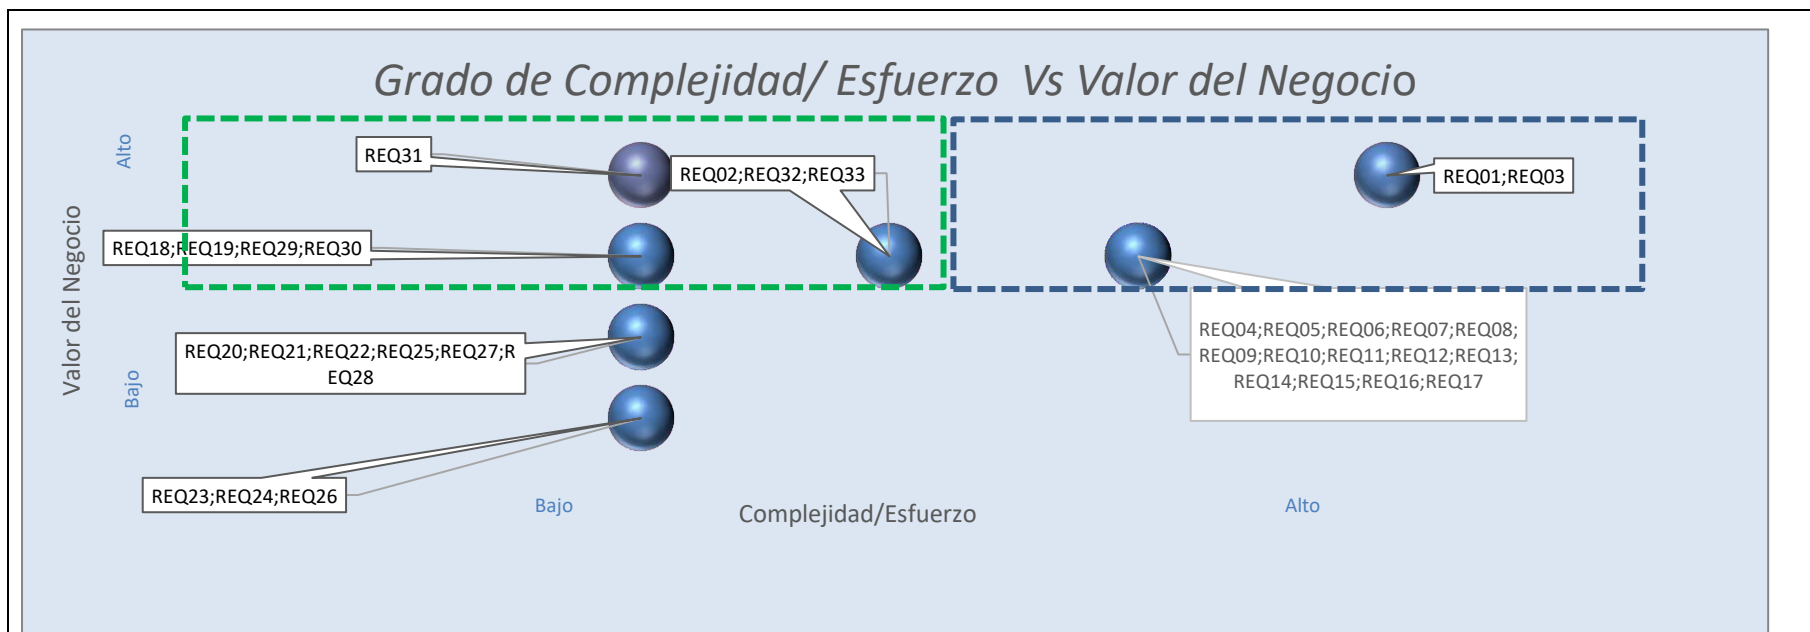 Grado de Complejidad/ Esfuerzo Vs Valor del Negocio
Alto
REQ31
REQ02;REQ32;REQ33
REQ01;REQ03
Valor del Negocio
REQ18;REQ19;REQ29;REQ30
REQ20;REQ21;REQ22;REQ25;REQ27;R
EQ28
REQ04;REQ05;REQ06;REQ07;REQ08;
REQ09;REQ10;REQ11;REQ12;REQ13;
REQ14;REQ15;REQ16;REQ17
Bajo
REQ23;REQ24;REQ26
Bajo
Complejidad/Esfuerzo
Alto